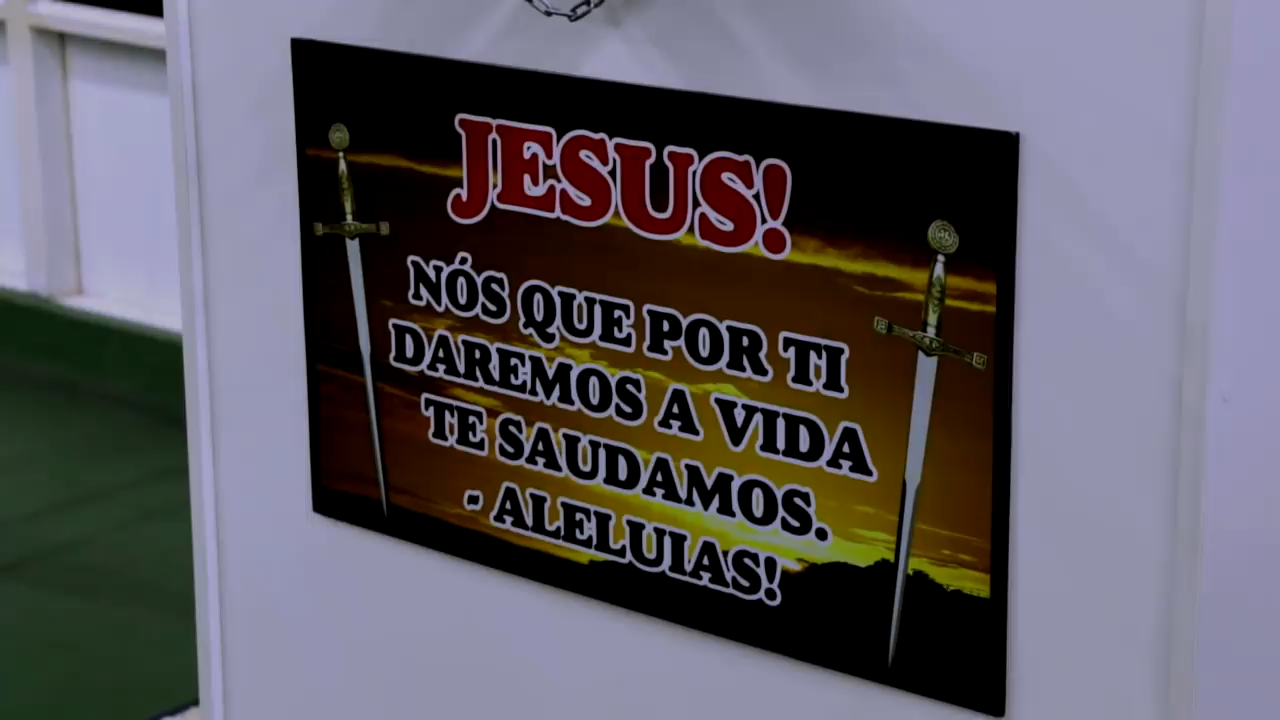 JESUS!
NÓS QUE POR TI
DAREMOS A VIDA
TE SAUDAMOS.
- ALELUIAS!